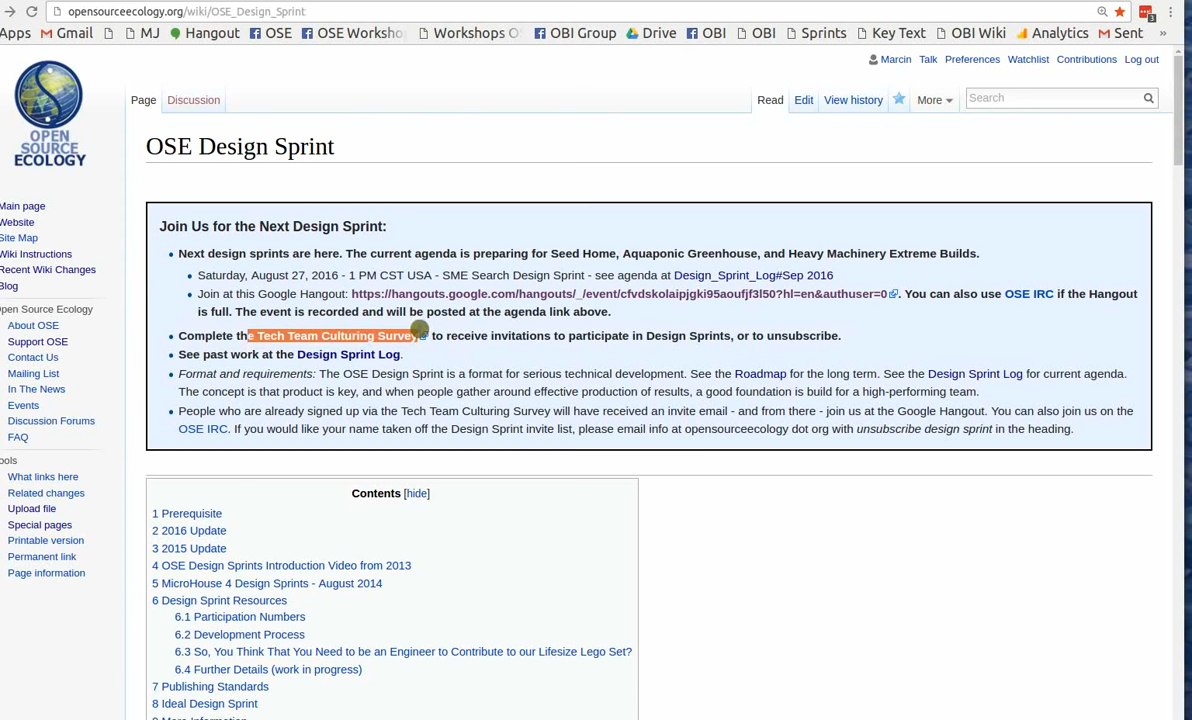 opensourceecology.org/wiki/OSE_Design_Sprint
3
Apps Gmail MJ Hangout OSE OSE Worksho Workshops OS OBI Group Drive OBI OBI Sprints Key Text OBI Wiki Analytics Sent »
Marcin Talk Preferences Watchlist Contributions Log out
Page Discussion Read Edit View history More Search
OPEN
SOURCE
ECOLOGY
OSE Design Sprint
Main page
Website
Site Map
Wiki Instructions
Recent Wiki Changes
Blog
Open Source Ecology
About OSE
Support OSE
Contact Us
Mailing List
In The News
Events
Discussion Forums
FAQ
ools
What links here
Related changes
Upload file
Special pages
Printable version
Permanent link
Page information
Join Us for the Next Design Sprint:
• Next design sprints are here. The current agenda is preparing for Seed Home, Aquaponic Greenhouse, and Heavy Machinery Extreme Builds.
• Saturday, August 27, 2016 - 1 PM CST USA - SME Search Design Sprint - see agenda at Design_Sprint_Log#Sep 2016
• Join at this Google Hangout: https://hangouts.google.com/hangouts/_/event/cfvdskolaipjgki95aoufjf3l50?hl=en&authuser=0. You can also use OSE IRC if the Hangout
is full. The event is recorded and will be posted at the agenda link above.
• Complete the Tech Team Culturing Survey to receive invitations to participate in Design Sprints, or to unsubscribe.
• See past work at the Design Sprint Log.
• Format and requirements: The OSE Design Sprint is a format for serious technical development. See the Roadmap for the long term. See the Design Sprint Log for current agenda.
The concept is that product is key, and when people gather around effective production of results, a good foundation is build for a high-performing team.
• People who are already signed up via the Tech Team Culturing Survey will have received an invite email - and from there - join us at the Google Hangout. You can also join us on the
OSE IRC. If you would like your name taken off the Design Sprint invite list, please email info at opensourceecology dot org with unsubscribe design sprint in the heading.
Contents [hide]
1 Prerequisite
2 2016 Update
3 2015 Update
4 OSE Design Sprints Introduction Video from 2013
5 MicroHouse 4 Design Sprints - August 2014
6 Design Sprint Resources
6.1 Participation Numbers
6.2 Development Process
6.3 So, You Think That You Need to be an Engineer to Contribute to our Lifesize Lego Set?
6.4 Further Details (work in progress)
7 Publishing Standards
8 Ideal Design Sprint
9 More Information